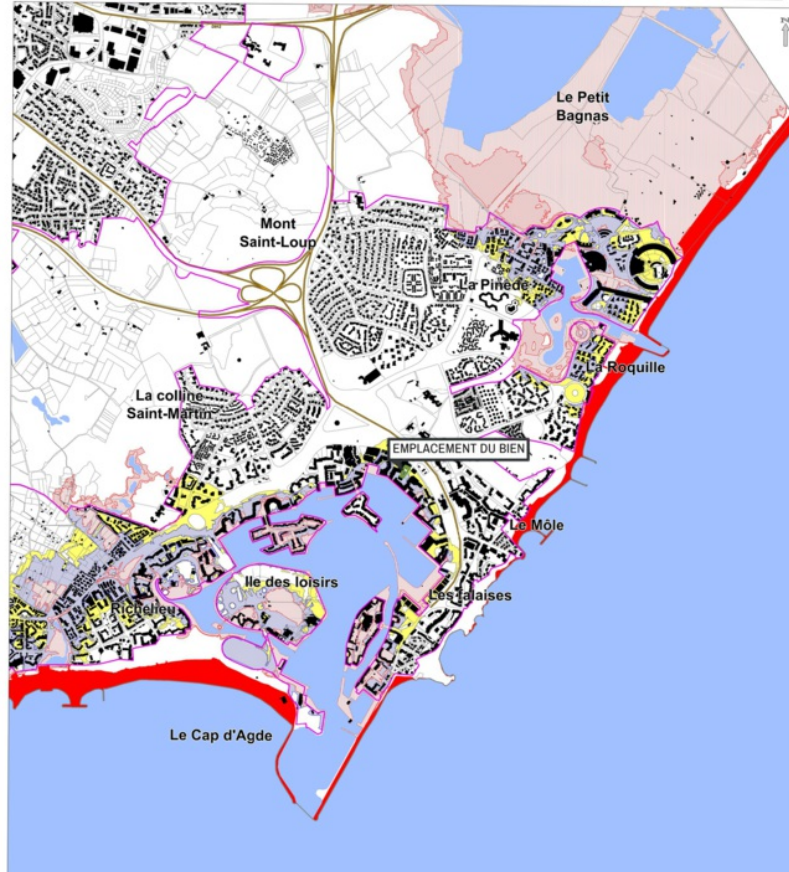 Le Petit
Bagnas
Mont
Saint-Loup
La Pinède
La Roquille
La colline
Saint-Martin
EMPLACEMENT DU BIEN
Le Môle
Ile des loisirs
Les falaises
Richelieu
Le Cap d'Agde